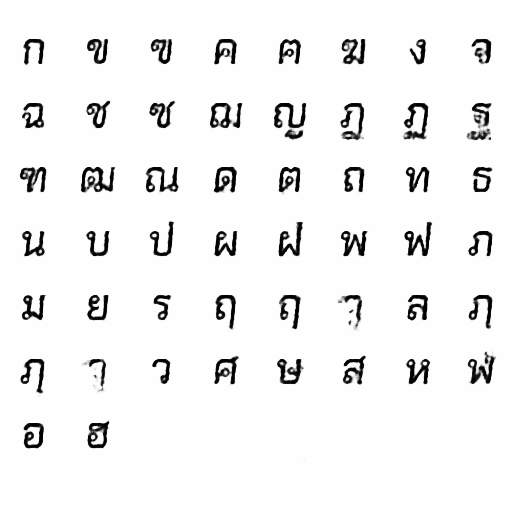 ก ข ฃ ค ฅ ฆ ง จ
ฉ ช ซ ฌ ญ ฎ ฏ ฐ
ฑ ฒ ณ ด ต ถ ท ธ
น บ ป ผ ฝ พ ฟ ภ
ม ย ร ฤ ฤ ล ฦ
ฦ ว ศ ษ ส ห ฬ
อ ฮ